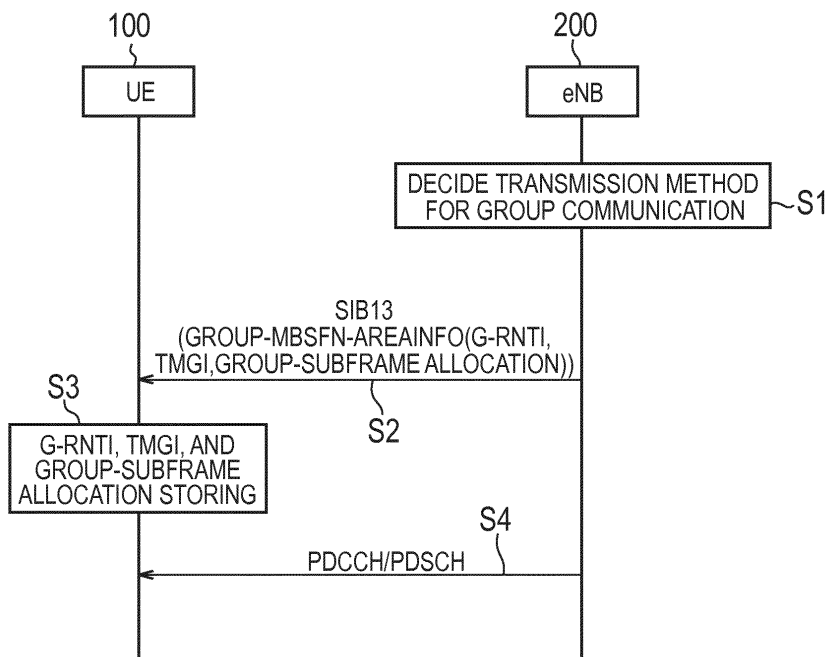 100
200
UE
eNB
DECIDE TRANSMISSION METHOD
FOR GROUP COMMUNICATION
S1
SIB13
(GROUP-MBSFN-AREAINFO(G-RNTI,
TMGI,GROUP-SUBFRAME ALLOCATION))
S2
S3
G-RNTI, TMGI, AND
GROUP-SUBFRAME
ALLOCATION STORING
S4
PDCCH/PDSCH